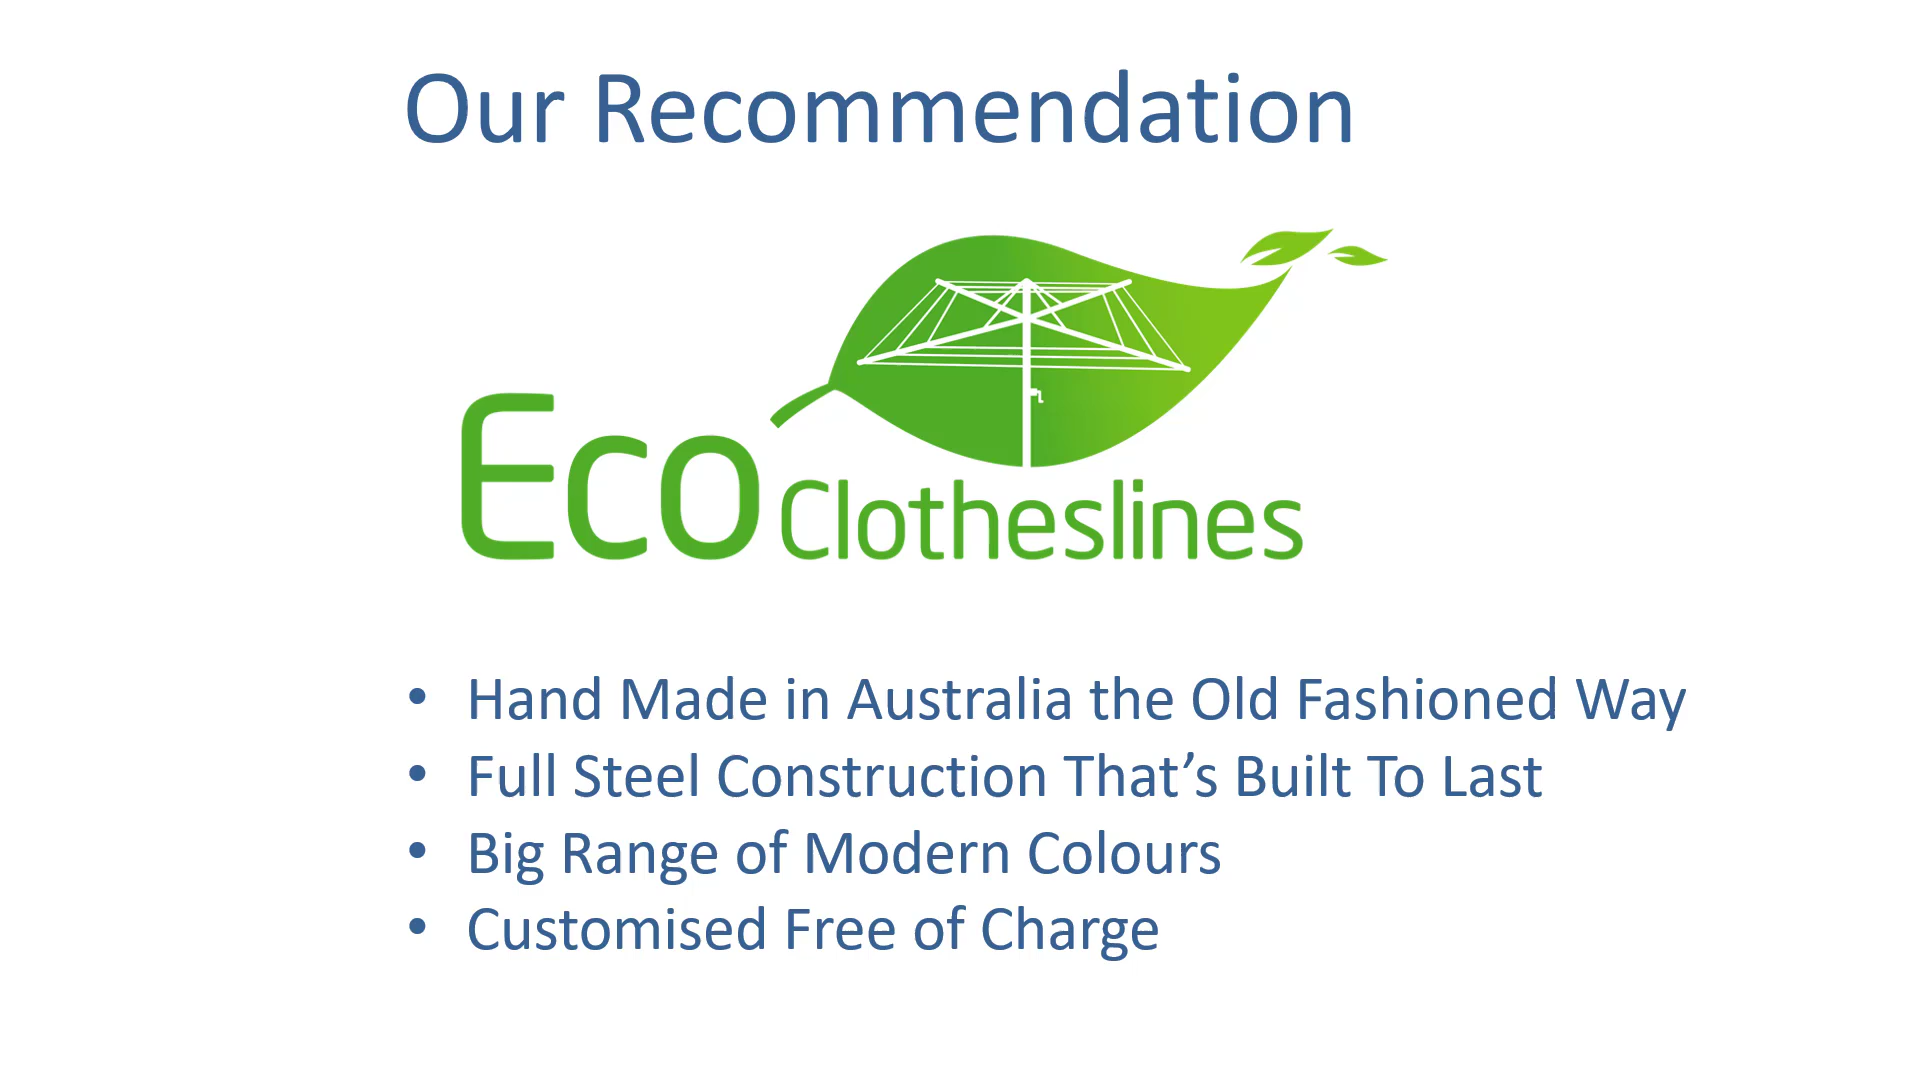 Our Recommendation
Eco Clotheslines
• Hand Made in Australia the Old Fashioned Way
• Full Steel Construction That’s Built To Last
• Big Range of Modern Colours
• Customised Free of Charge